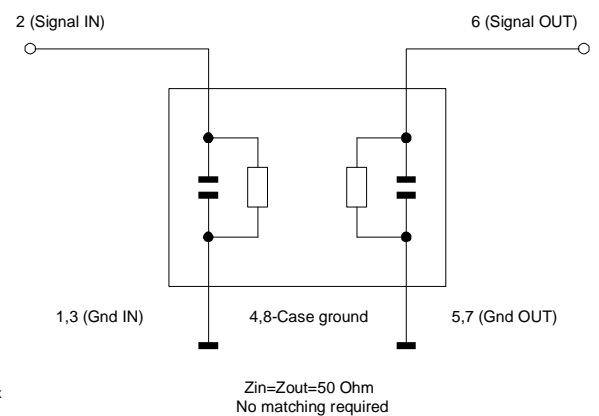 2 (Signal IN)
6 (Signal OUT)
1,3 (Gnd IN)
4,8-Case ground
5,7 (Gnd OUT)
Zin=Zout=50 Ohm
No matching required